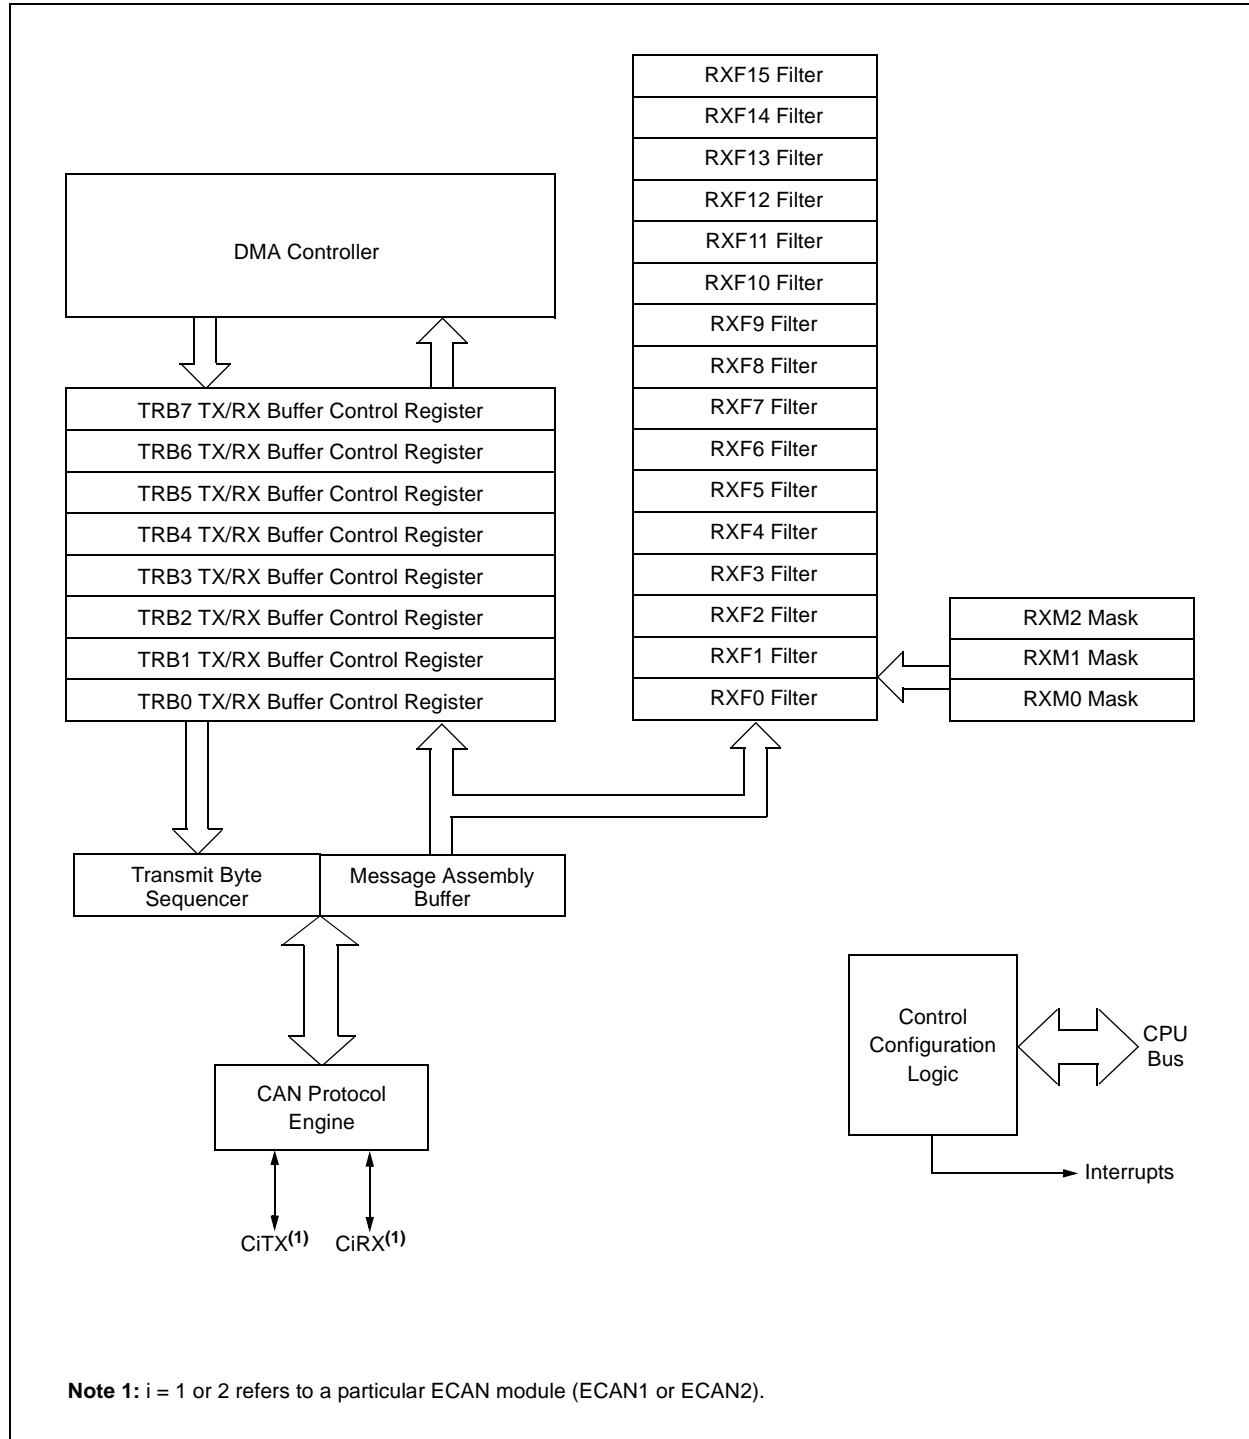 RXF15 Filter
RXF14 Filter
RXF13 Filter
RXF12 Filter
RXF11 Filter
RXF10 Filter
RXF9 Filter
RXF8 Filter
RXF7 Filter
RXF6 Filter
RXF5 Filter
RXF4 Filter
RXF3 Filter
RXF2 Filter
RXF1 Filter
RXF0 Filter
DMA Controller
TRB7 TX/RX Buffer Control Register
TRB6 TX/RX Buffer Control Register
TRB5 TX/RX Buffer Control Register
TRB4 TX/RX Buffer Control Register
TRB3 TX/RX Buffer Control Register
TRB2 TX/RX Buffer Control Register
TRB1 TX/RX Buffer Control Register
TRB0 TX/RX Buffer Control Register
RXM2 Mask
RXM1 Mask
RXM0 Mask
Transmit Byte
Sequencer
Message Assembly
Buffer
Control
Configuration
Logic
CPU
Bus
CAN Protocol
Engine
Interrupts
CiTX(1)
CiRX(1)
Note 1: i = 1 or 2 refers to a particular ECAN module (ECAN1 or ECAN2).